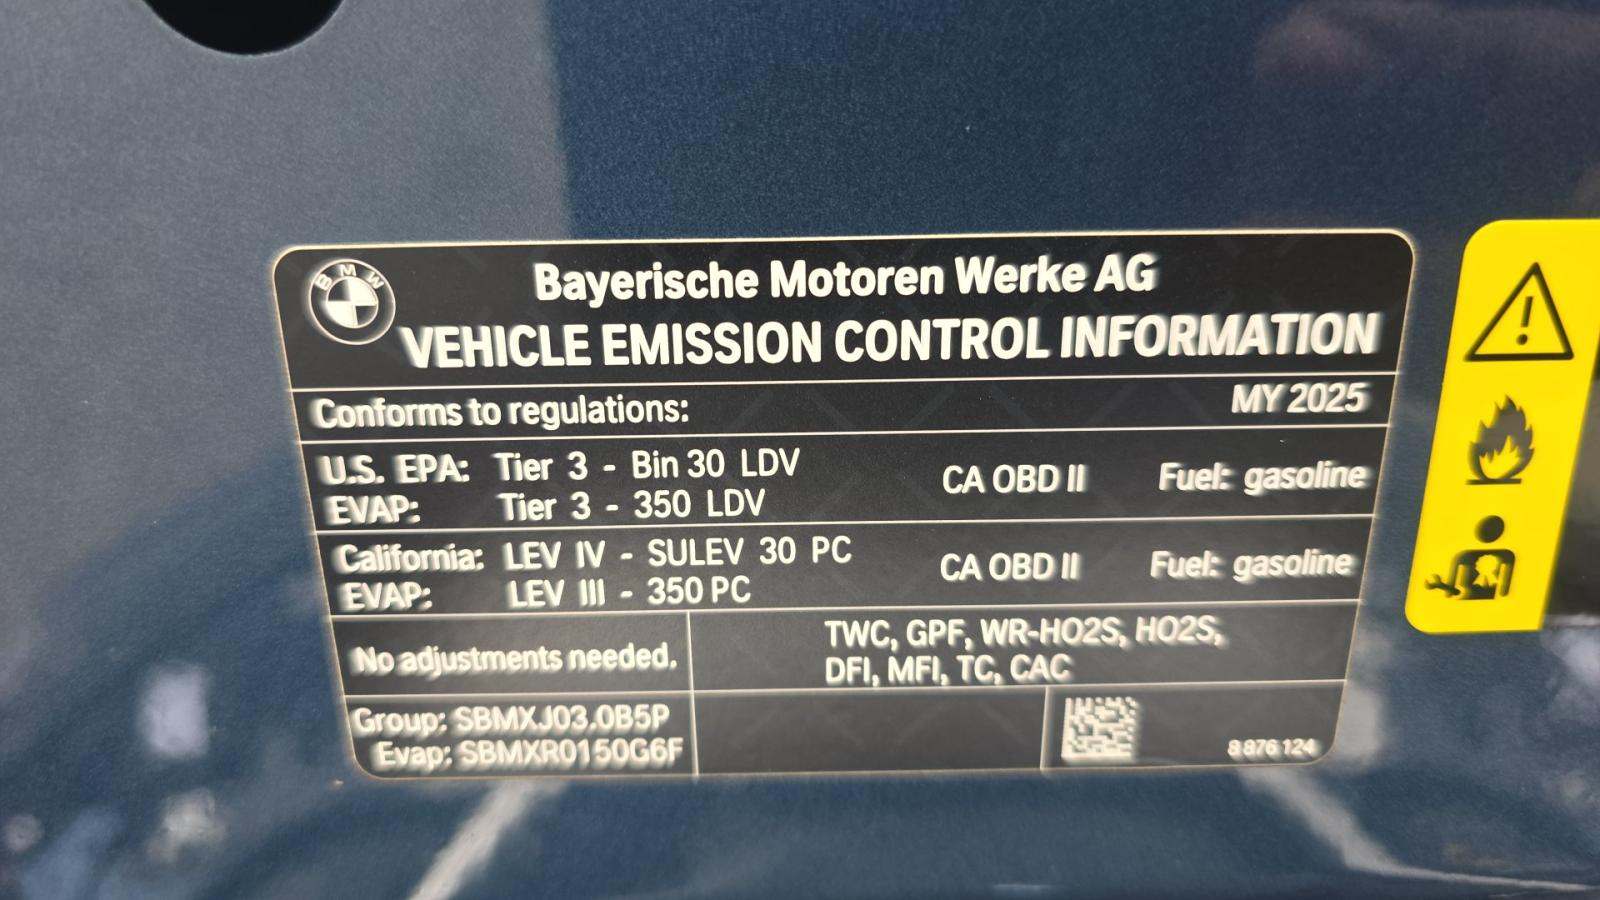 BMW
Bayerische Motoren Werke AG
VEHICLE EMISSION CONTROL INFORMATION
Conforms to regulations: MY 2025
U.S. EPA: Tier 3 - Bin 30 LDV CA OBD II Fuel: gasoline
EVAP: Tier 3 - 350 LDV
California: LEV IV - SULEV 30 PC CA OBD II Fuel: gasoline
EVAP: LEV III - 350 PC
No adjustments needed.
TWC, GPF, WR-HO2S, HO2S,
DFI, MFI, TC, CAC
Group: SBMXJ03.0B5P
Evap: SBMXR0150G6F
8 876 124